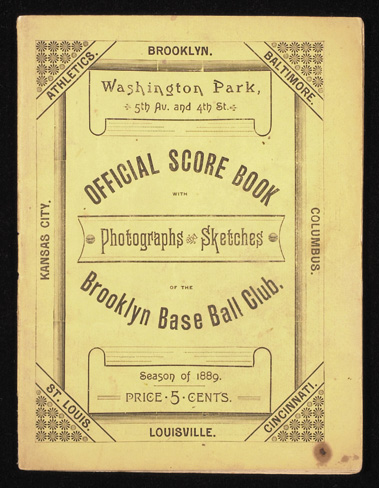 BROOKLYN.
ATHLETICS.
BALTIMORE.
Washington Park,
5th Av. and 4th St.
OFFICIAL SCORE BOOK
WITH
Photographs and Sketches
OF THE
Brooklyn Base Ball Club.
KANSAS CITY.
COLUMBUS.
Season of 1889.
PRICE · 5 · CENTS.
ST. LOUIS.
CINCINNATI.
LOUISVILLE.